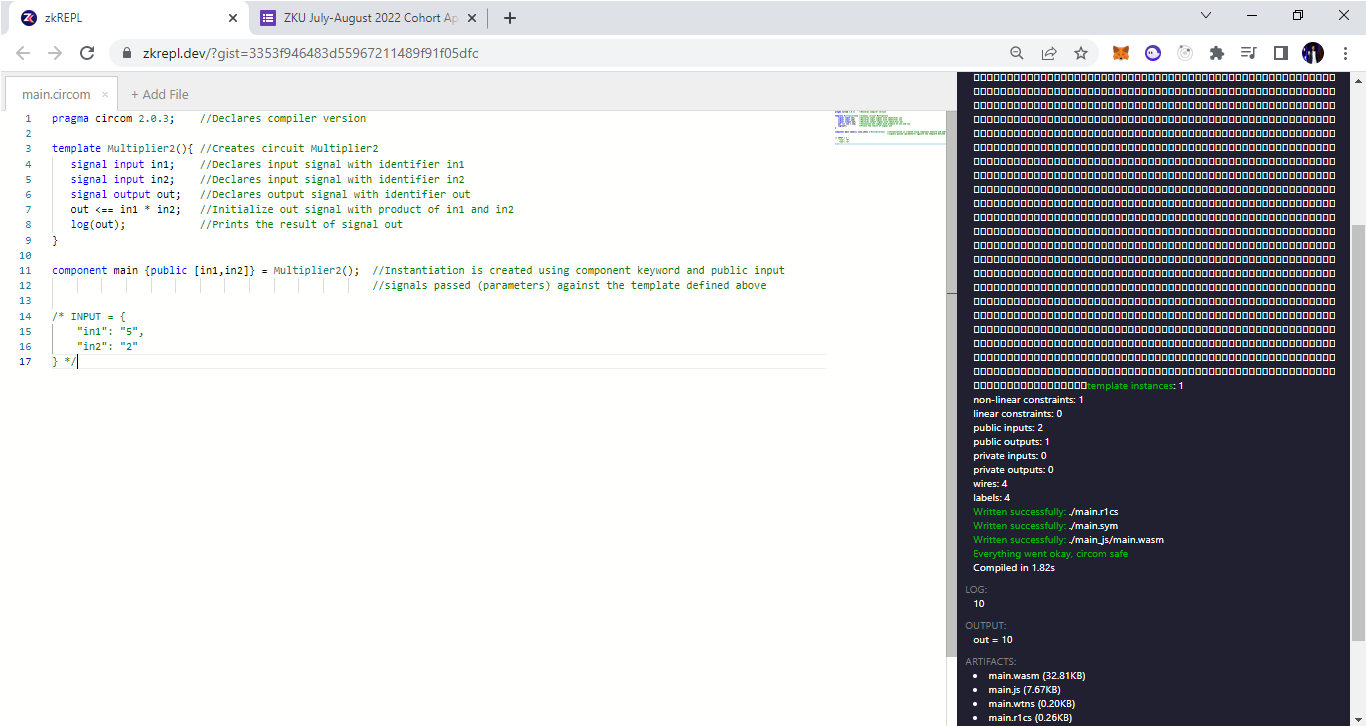 zkREPL
ZKU July-August 2022 Cohort Ap
zkrepl.dev/?gist=3353f946483d55967211489f91f05dfc
main.circom
+ Add File
1 pragma circom 2.0.3; //Declares compiler version
2
3 template Multiplier2(){ //Creates circuit Multiplier2
4 signal input in1; //Declares input signal with identifier in1
5 signal input in2; //Declares input signal with identifier in2
6 signal output out; //Declares output signal with identifier out
7 out <== in1 * in2; //Initialize out signal with product of in1 and in2
8 log(out); //Prints the result of signal out
9 }
10
11 component main {public [in1,in2]} = Multiplier2(); //Instantiation is created using component keyword and public input
12 //signals passed (parameters) against the template defined above
13
14 /* INPUT = {
15 "in1": "5",
16 "in2": "2"
17 } */
template instances: 1
non-linear constraints: 1
linear constraints: 0
public inputs: 2
public outputs: 1
private inputs: 0
private outputs: 0
wires: 4
labels: 4
Written successfully: ./main.r1cs
Written successfully: ./main.sym
Written successfully: ./main_js/main.wasm
Everything went okay, circom safe
Compiled in 1.82s
LOG:
10
OUTPUT:
out = 10
ARTIFACTS:
• main.wasm (32.81KB)
• main.js (7.67KB)
• main.wtns (0.20KB)
• main.r1cs (0.26KB)